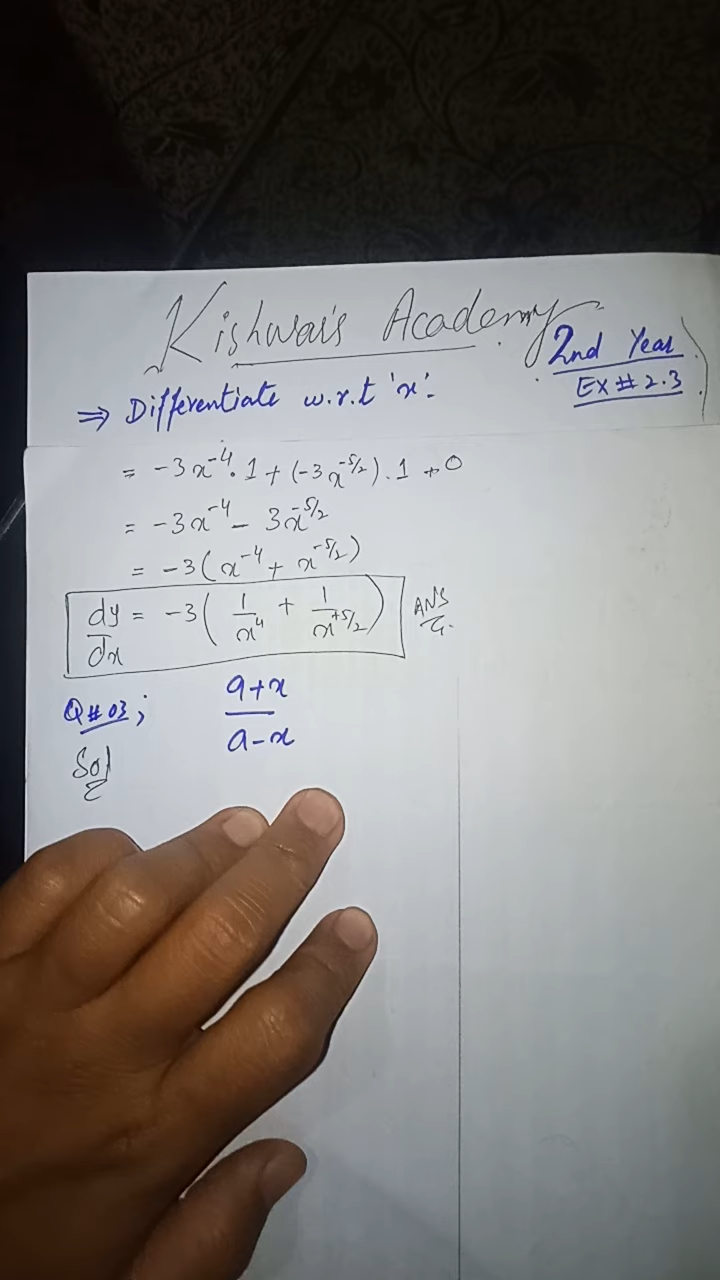 Kishwar's Academy
2nd Year
EX # 2.3
⇒ Differentiate w.r.t 'x'.
= -3x⁻⁴. 1 + (-3x^(-5/2)). 1 + 0
= -3x⁻⁴ - 3x^(-5/2)
= -3(x⁻⁴ + x^(-5/2))
dy/dx = -3(1/x⁴ + 1/x^(+5/2)) ANS
Q # 03; a+x/a-x
Sol